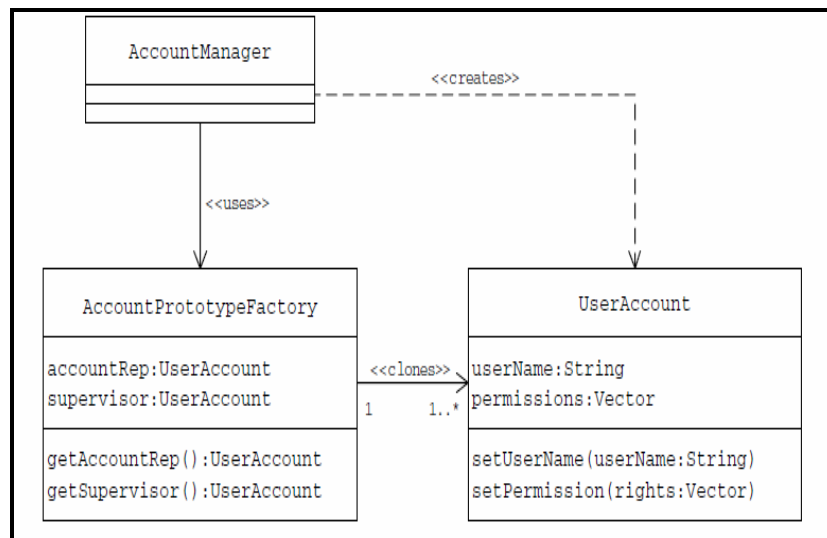 AccountManager
<<creates>>
<<uses>>
AccountPrototypeFactory
accountRep:UserAccount
supervisor:UserAccount
getAccountRep():UserAccount
getSupervisor():UserAccount
<<clones>>
1
1..*
UserAccount
userName:String
permissions:Vector
setUserName(userName:String)
setPermission(rights:Vector)